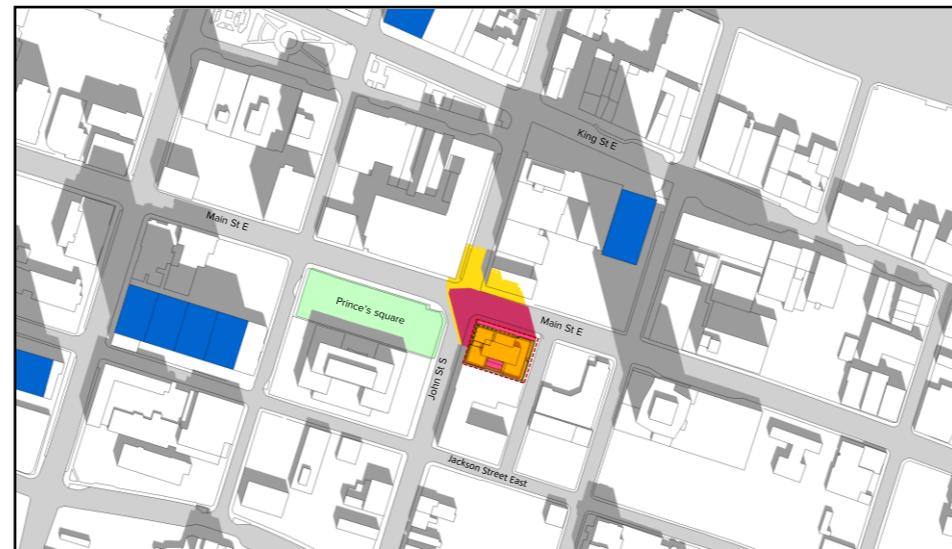 King St E
Main St E
Prince's square
Main St E
John St S
Jackson Street East